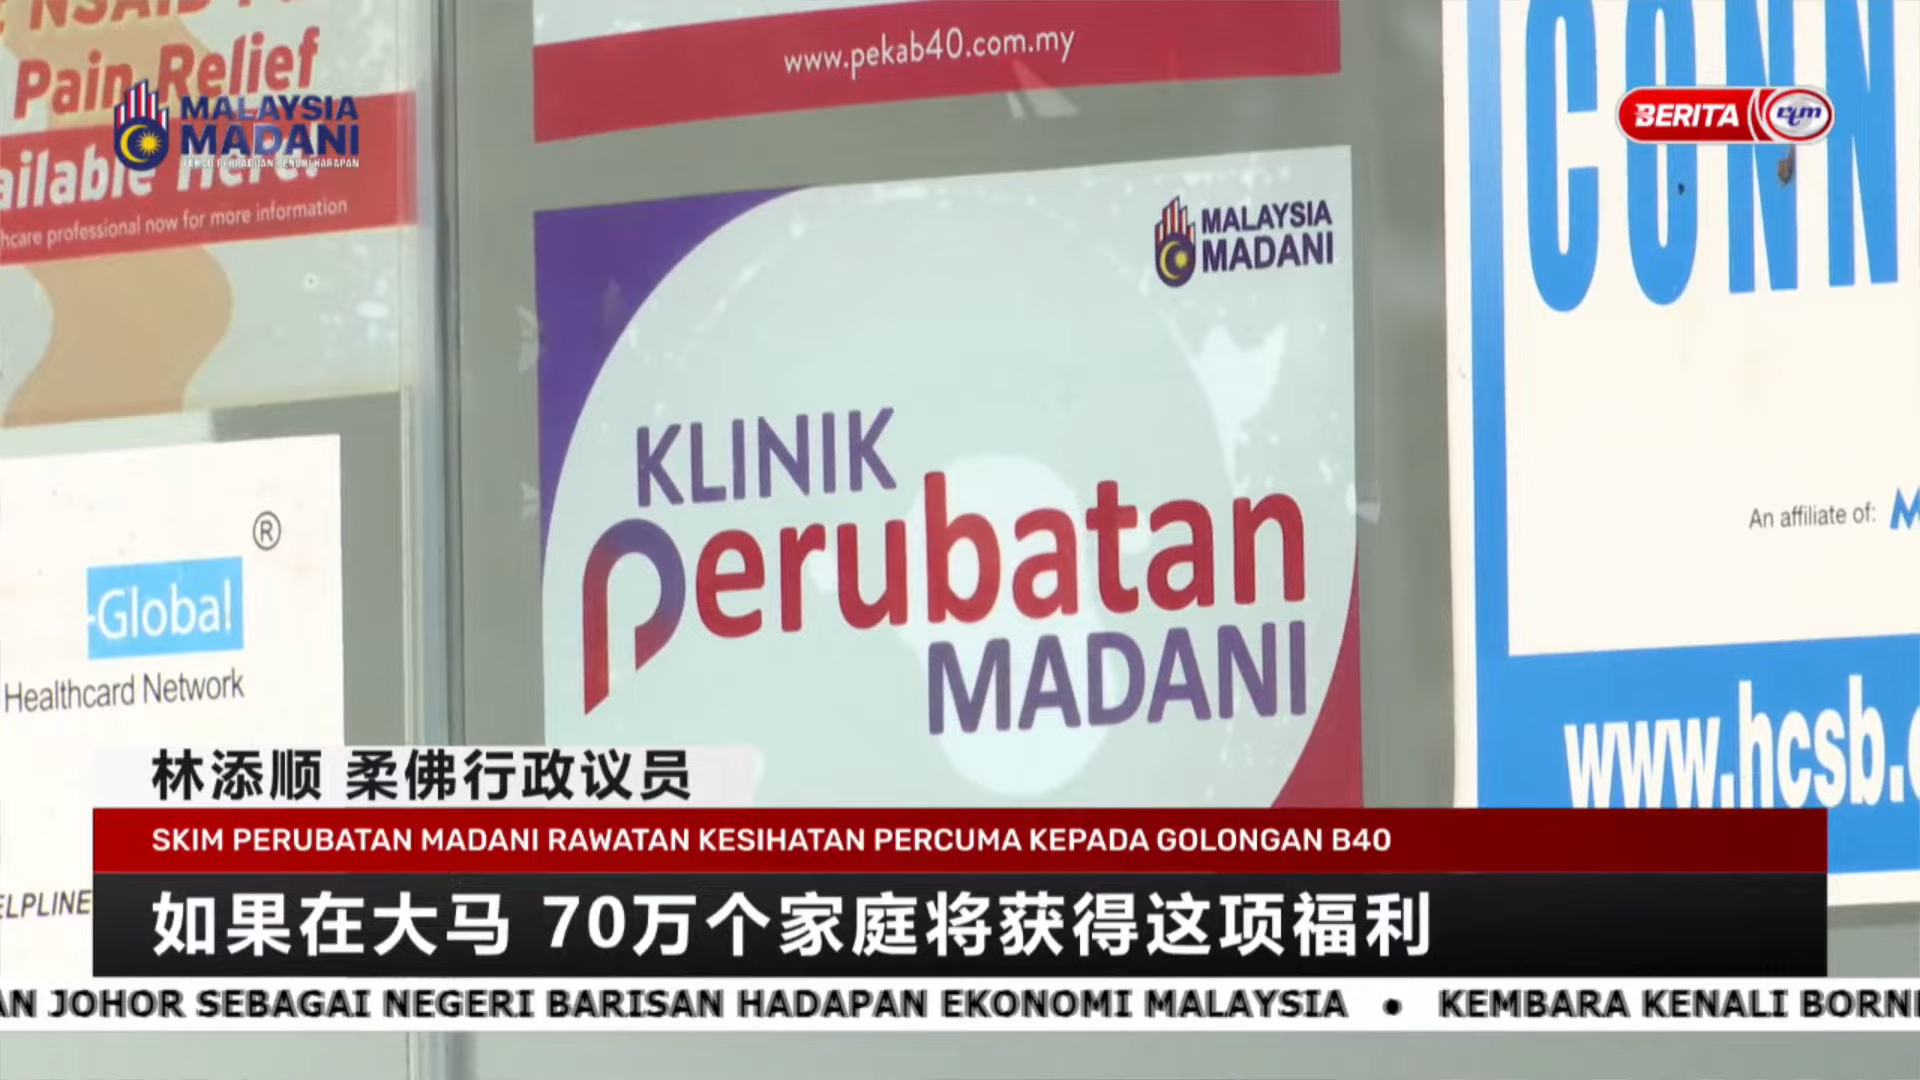 Pain Relief
ailable Here!
hcare professional now for more information
MALAYSIA
MADANI
www.pekab40.com.my
BERITA rtm
CONN
MALAYSIA
MADANI
KLINIK
Perubatan
MADANI
®
-Global
Healthcard Network
An affiliate of:
www.hcsb.
ELPLINE
林添顺 柔佛行政议员
SKIM PERUBATAN MADANI RAWATAN KESIHATAN PERCUMA KEPADA GOLONGAN B40
如果在大马 70万个家庭将获得这项福利
AN JOHOR SEBAGAI NEGERI BARISAN HADAPAN EKONOMI MALAYSIA • KEMBARA KENALI BORNE